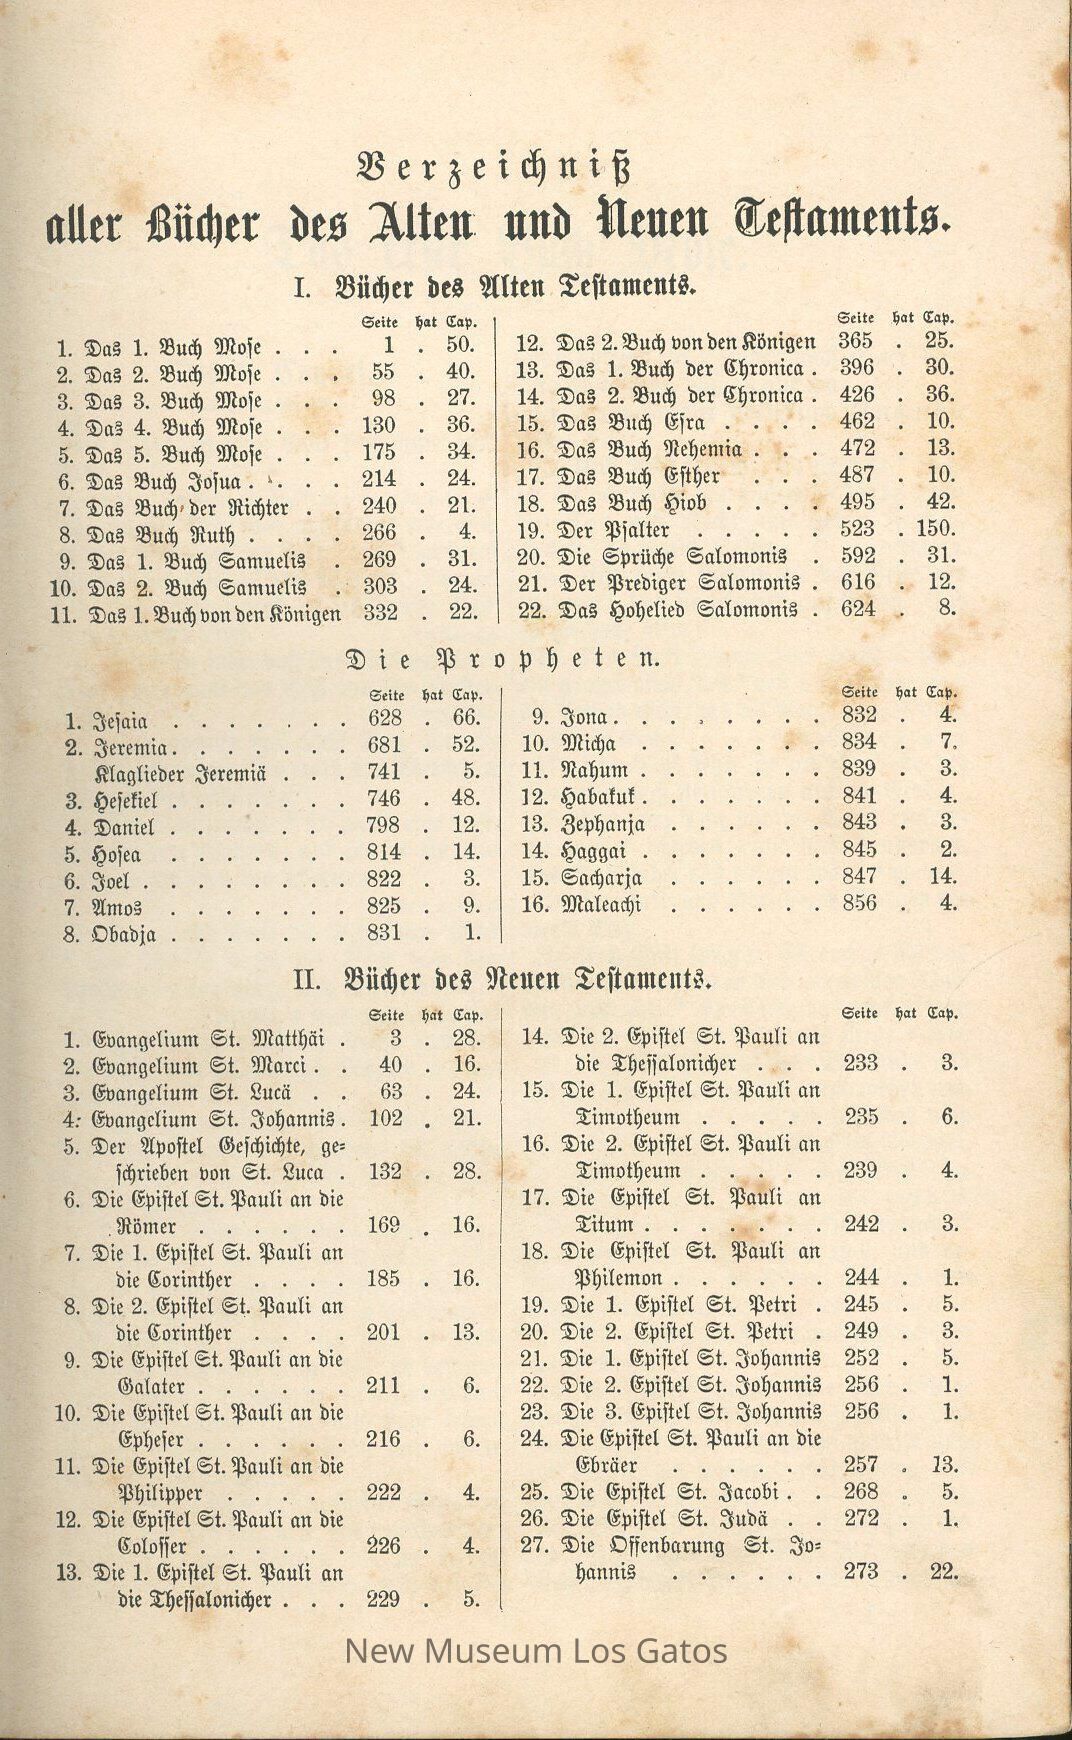 Verzeichniß
aller Bücher des Alten und Neuen Testaments.
I. Bücher des Alten Testaments.
Seite hat Cap.
1. Das 1. Buch Mose . . . 1 . 50.
2. Das 2. Buch Mose . . . 55 . 40.
3. Das 3. Buch Mose . . . 98 . 27.
4. Das 4. Buch Mose . . . 130 . 36.
5. Das 5. Buch Mose . . . 175 . 34.
6. Das Buch Josua . . . . 214 . 24.
7. Das Buch der Richter . . 240 . 21.
8. Das Buch Ruth . . . . 266 . 4.
9. Das 1. Buch Samuelis . 269 . 31.
10. Das 2. Buch Samuelis . 303 . 24.
11. Das 1. Buch von den Königen 332 . 22.
Seite hat Cap.
12. Das 2. Buch von den Königen 365 . 25.
13. Das 1. Buch der Chronica . 396 . 30.
14. Das 2. Buch der Chronica . 426 . 36.
15. Das Buch Esra . . . . 462 . 10.
16. Das Buch Nehemia . . . 472 . 13.
17. Das Buch Esther . . . 487 . 10.
18. Das Buch Hiob . . . . 495 . 42.
19. Der Psalter . . . . . 523 . 150.
20. Die Sprüche Salomonis . 592 . 31.
21. Der Prediger Salomonis . 616 . 12.
22. Das Hohelied Salomonis . 624 . 8.
Die Propheten.
Seite hat Cap.
1. Jesaia . . . . . . . 628 . 66.
2. Jeremia . . . . . . . 681 . 52.
Klaglieder Jeremiä . . . 741 . 5.
3. Hesekiel . . . . . . . 746 . 48.
4. Daniel . . . . . . . 798 . 12.
5. Hosea . . . . . . . 814 . 14.
6. Joel . . . . . . . . 822 . 3.
7. Amos . . . . . . . 825 . 9.
8. Obadja . . . . . . . 831 . 1.
Seite hat Cap.
9. Jona . . . . . . . . 832 . 4.
10. Micha . . . . . . . 834 . 7.
11. Nahum . . . . . . . 839 . 3.
12. Habakuk . . . . . . . 841 . 4.
13. Zephanja . . . . . . 843 . 3.
14. Haggai . . . . . . . 845 . 2.
15. Sacharja . . . . . . 847 . 14.
16. Maleachi . . . . . . 856 . 4.
II. Bücher des Neuen Testaments.
Seite hat Cap.
1. Evangelium St. Matthäi . 3 . 28.
2. Evangelium St. Marci . . 40 . 16.
3. Evangelium St. Lucä . . 63 . 24.
4. Evangelium St. Johannis . 102 . 21.
5. Der Apostel Geschichte, ge-
schrieben von St. Luca . 132 . 28.
6. Die Epistel St. Pauli an die
Römer . . . . . . 169 . 16.
7. Die 1. Epistel St. Pauli an
die Corinther . . . . 185 . 16.
8. Die 2. Epistel St. Pauli an
die Corinther . . . . 201 . 13.
9. Die Epistel St. Pauli an die
Galater . . . . . . 211 . 6.
10. Die Epistel St. Pauli an die
Epheser . . . . . . 216 . 6.
11. Die Epistel St. Pauli an die
Philipper . . . . . 222 . 4.
12. Die Epistel St. Pauli an die
Colosser . . . . . . 226 . 4.
13. Die 1. Epistel St. Pauli an
die Thessalonicher . . . 229 . 5.
Seite hat Cap.
14. Die 2. Epistel St. Pauli an
die Thessalonicher . . . 233 . 3.
15. Die 1. Epistel St. Pauli an
Timotheum . . . . . 235 . 6.
16. Die 2. Epistel St. Pauli an
Timotheum . . . . . 239 . 4.
17. Die Epistel St. Pauli an
Titum . . . . . . . 242 . 3.
18. Die Epistel St. Pauli an
Philemon . . . . . . 244 . 1.
19. Die 1. Epistel St. Petri . 245 . 5.
20. Die 2. Epistel St. Petri . 249 . 3.
21. Die 1. Epistel St. Johannis 252 . 5.
22. Die 2. Epistel St. Johannis 256 . 1.
23. Die 3. Epistel St. Johannis 256 . 1.
24. Die Epistel St. Pauli an die
Ebräer . . . . . . 257 . 13.
25. Die Epistel St. Jacobi . . 268 . 5.
26. Die Epistel St. Judä . . 272 . 1.
27. Die Offenbarung St. Jo-
hannis . . . . . . 273 . 22.
New Museum Los Gatos